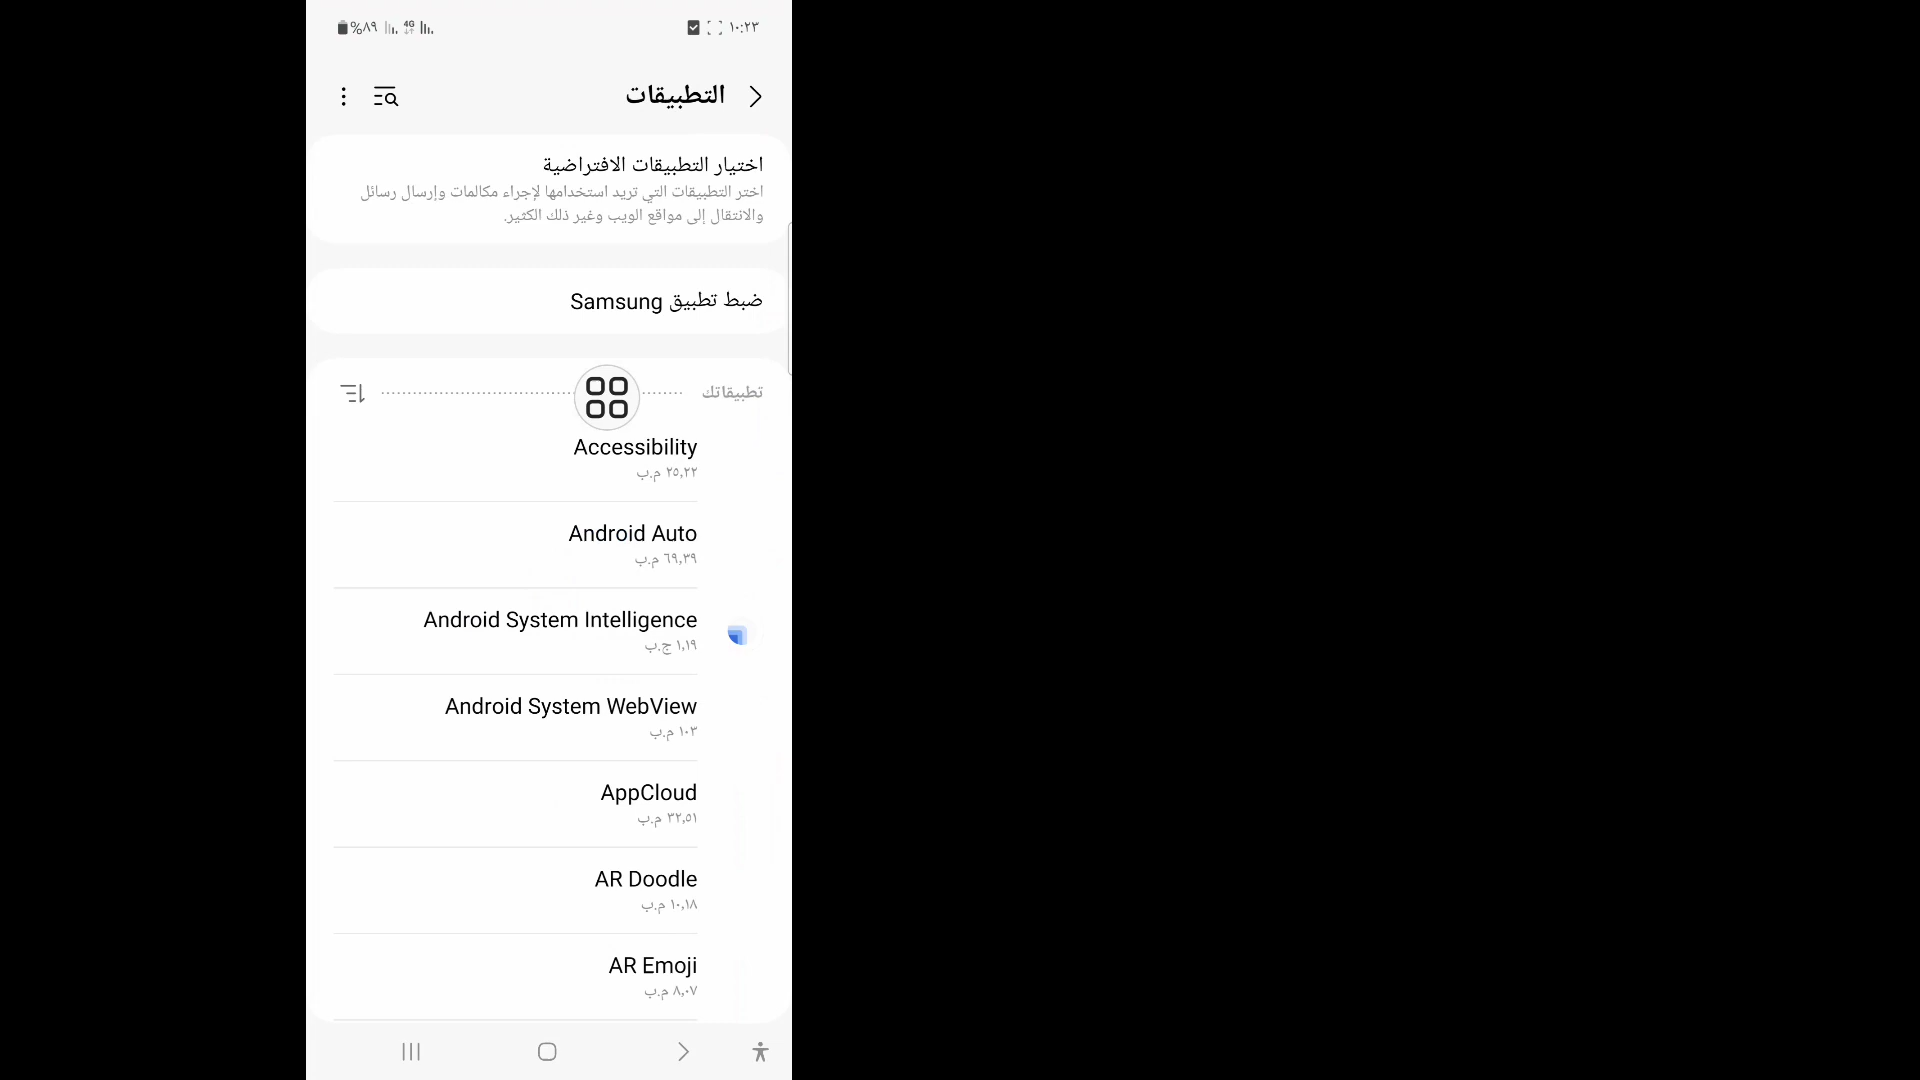 ١٠:٢٣
4G
%٨٩
التطبيقات
اختيار التطبيقات الافتراضية
اختر التطبيقات التي تريد استخدامها لإجراء مكالمات وإرسال رسائل
والانتقال إلى مواقع الويب وغير ذلك الكثير.
ضبط تطبيق Samsung
تطبيقاتك
Accessibility
٢٥,٢٢ م.ب
Android Auto
٦٩,٣٩ م.ب
Android System Intelligence
١,١٩ ج.ب
Android System WebView
١٠٣ م.ب
AppCloud
٣٢,٥١ م.ب
AR Doodle
١٠,١٨ م.ب
AR Emoji
٨,٠٧ م.ب